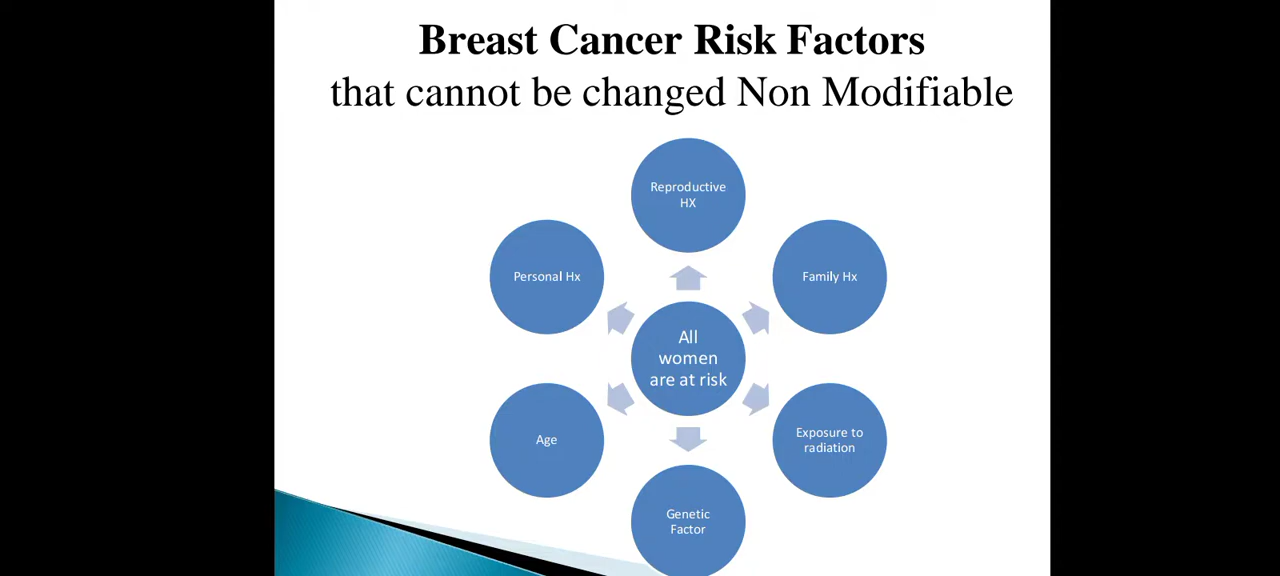 Breast Cancer Risk Factors
that cannot be changed Non Modifiable
Reproductive
HX
Personal Hx
Family Hx
All
women
are at risk
Age
Exposure to
radiation
Genetic
Factor